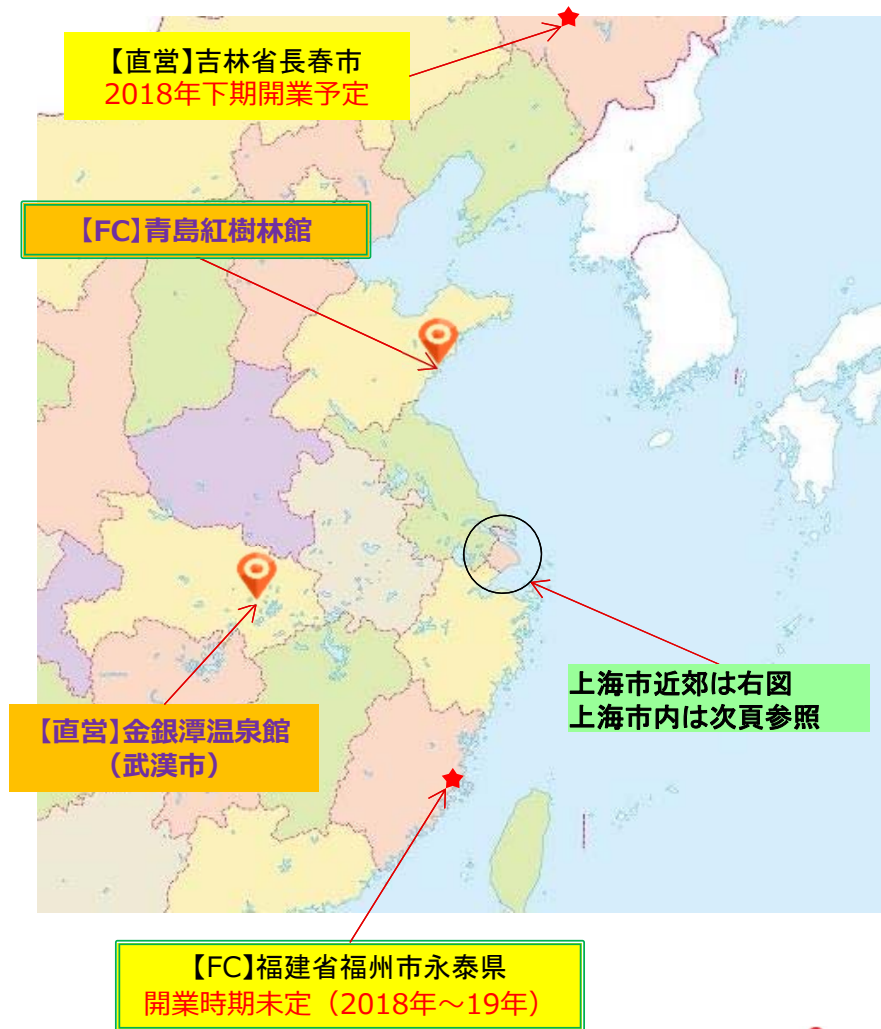 【直営】吉林省長春市
2018年下期開業予定
【FC】青島紅樹林館
上海市近郊は右図
上海市内は次頁参照
【直営】金銀潭温泉館
（武漢市）
【FC】福建省福州市永泰県
開業時期未定（2018年～19年）